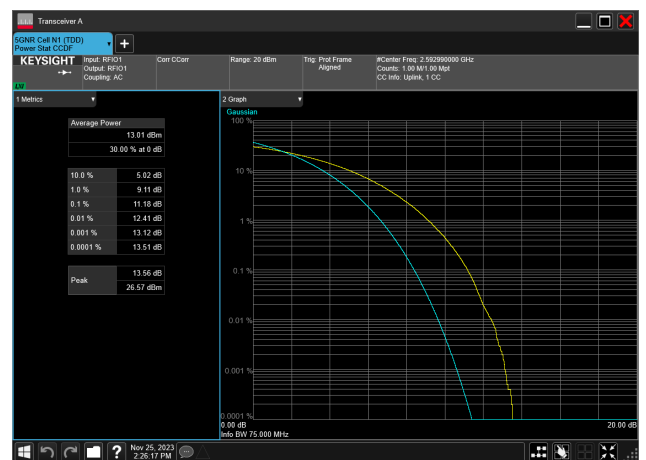 Transceiver A
5GNR Cell N1 (TDD)
Power Stat CCDF
KEYSIGHT
Input: RFIO1
Output: RFIO1
Coupling: AC
Corr CCorr
Range: 20 dBm
Trig: Prot Frame
Aligned
#Center Freq: 2.592990000 GHz
Counts: 1.00 M/1.00 Mpt
CC Info: Uplink, 1 CC
LV
1 Metrics
Average Power
13.01 dBm
30.00 % at 0 dB
10.0 % 5.02 dB
1.0 % 9.11 dB
0.1 % 11.18 dB
0.01 % 12.41 dB
0.001 % 13.12 dB
0.0001 % 13.51 dB
Peak
13.56 dB
26.57 dBm
2 Graph
Gaussian
100 %
10 %
1 %
0.1 %
0.01 %
0.001 %
0.0001 %
0.00 dB
20.00 dB
Info BW 75.000 MHz
Nov 25, 2023
2:26:17 PM